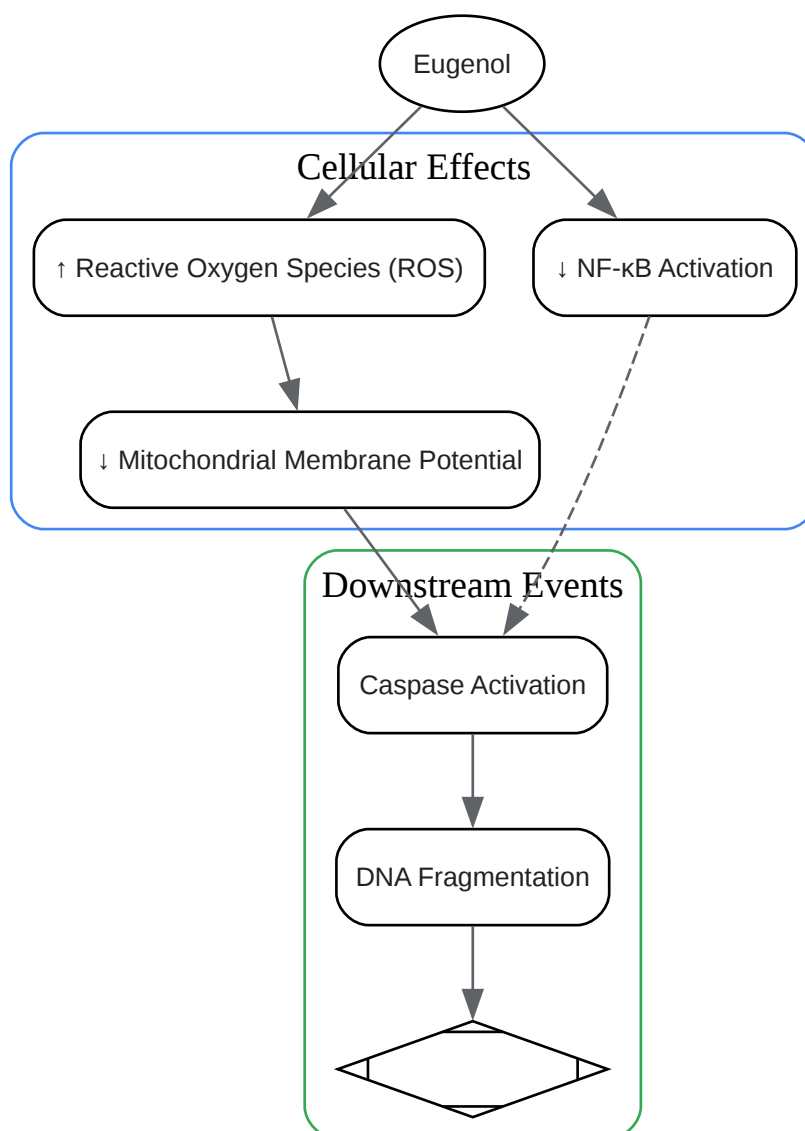 Eugenol
Cellular Effects
↑ Reactive Oxygen Species (ROS)
↓ NF-κB Activation
↓ Mitochondrial Membrane Potential
Downstream Events
Caspase Activation
DNA Fragmentation